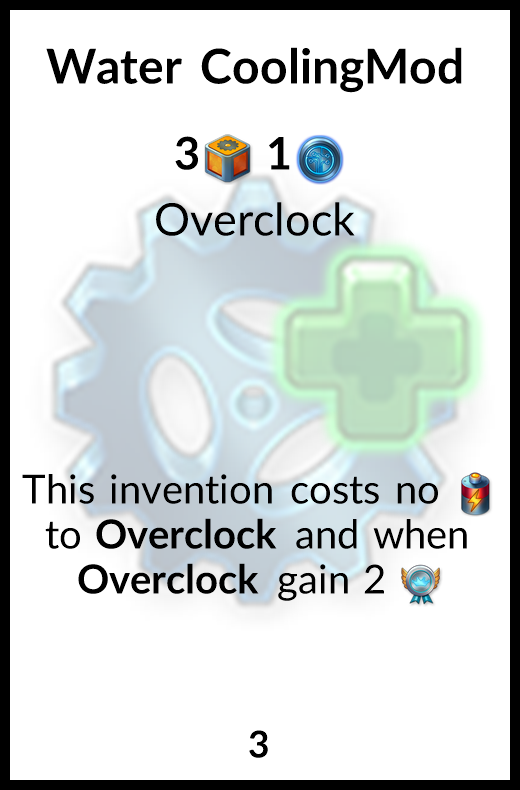 Water CoolingMod
3 1
Overclock
This invention costs no
to Overclock and when
Overclock gain 2
3